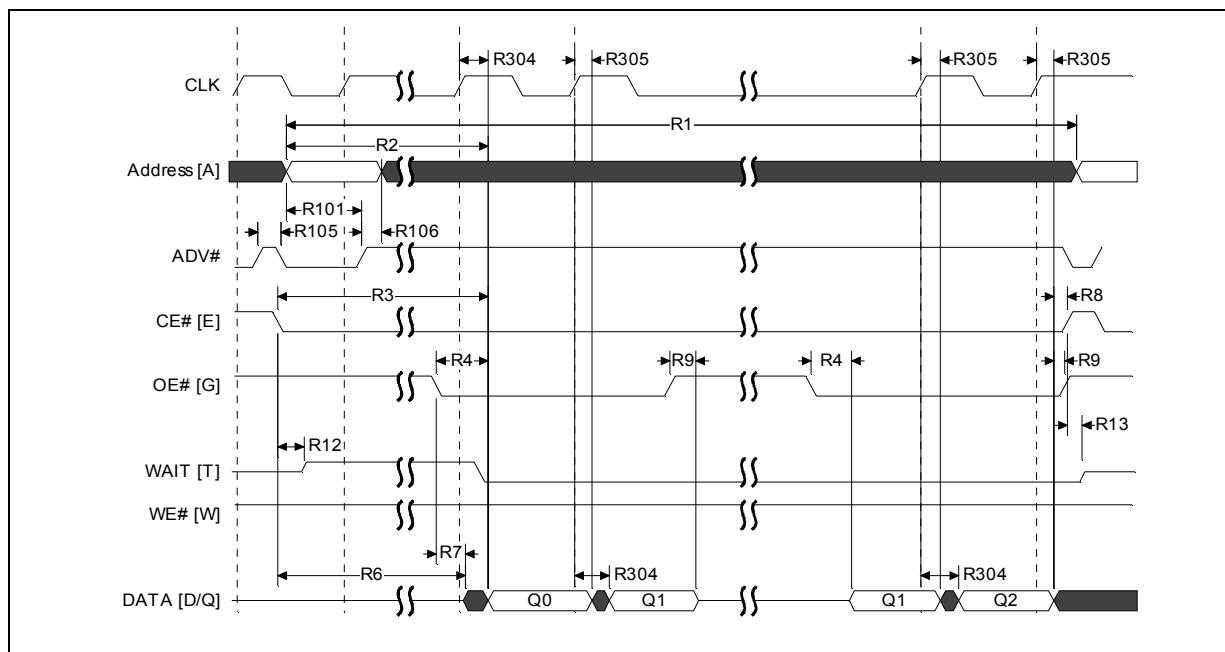 R304 R305 R305 R305
CLK
R1
R2
Address [A]
R101
R105 R106
ADV#
R3 R8
CE# [E]
R4 R9 R4 R9
OE# [G]
R13
R12
WAIT [T]
WE# [W]
R7
R6 R304 R304
DATA [D/Q] Q0 Q1 Q1 Q2